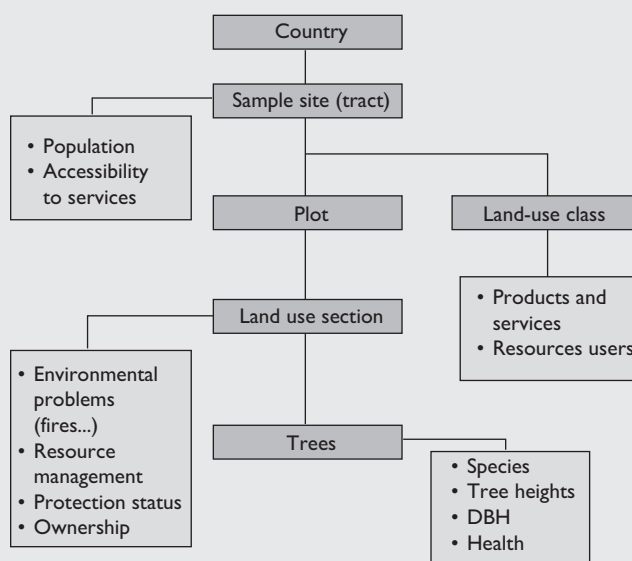 Country
Sample site (tract)
• Population
• Accessibility
to services
Plot
Land-use class
• Products and
services
• Resources users
Land use section
• Environmental
problems
(fires...)
• Resource
management
• Protection status
• Ownership
Trees
• Species
• Tree heights
• DBH
• Health